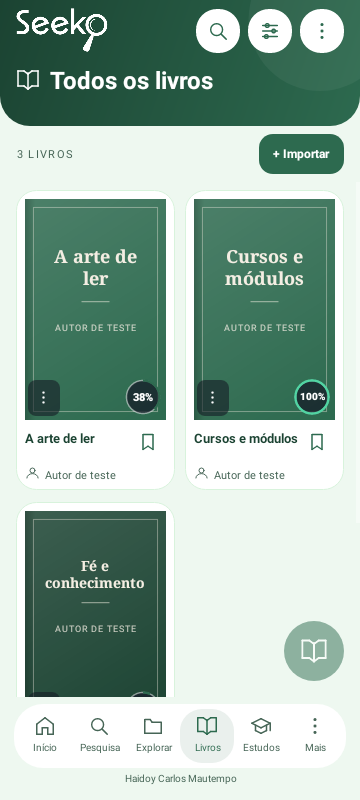 Seeko
Todos os livros
3 LIVROS
+ Importar
A arte de
ler
AUTOR DE TESTE
38%
A arte de ler
Autor de teste
Cursos e
módulos
AUTOR DE TESTE
100%
Cursos e módulos
Autor de teste
Fé e
conhecimento
AUTOR DE TESTE
Início
Pesquisa
Explorar
Livros
Estudos
Mais
Haidoy Carlos Mautempo